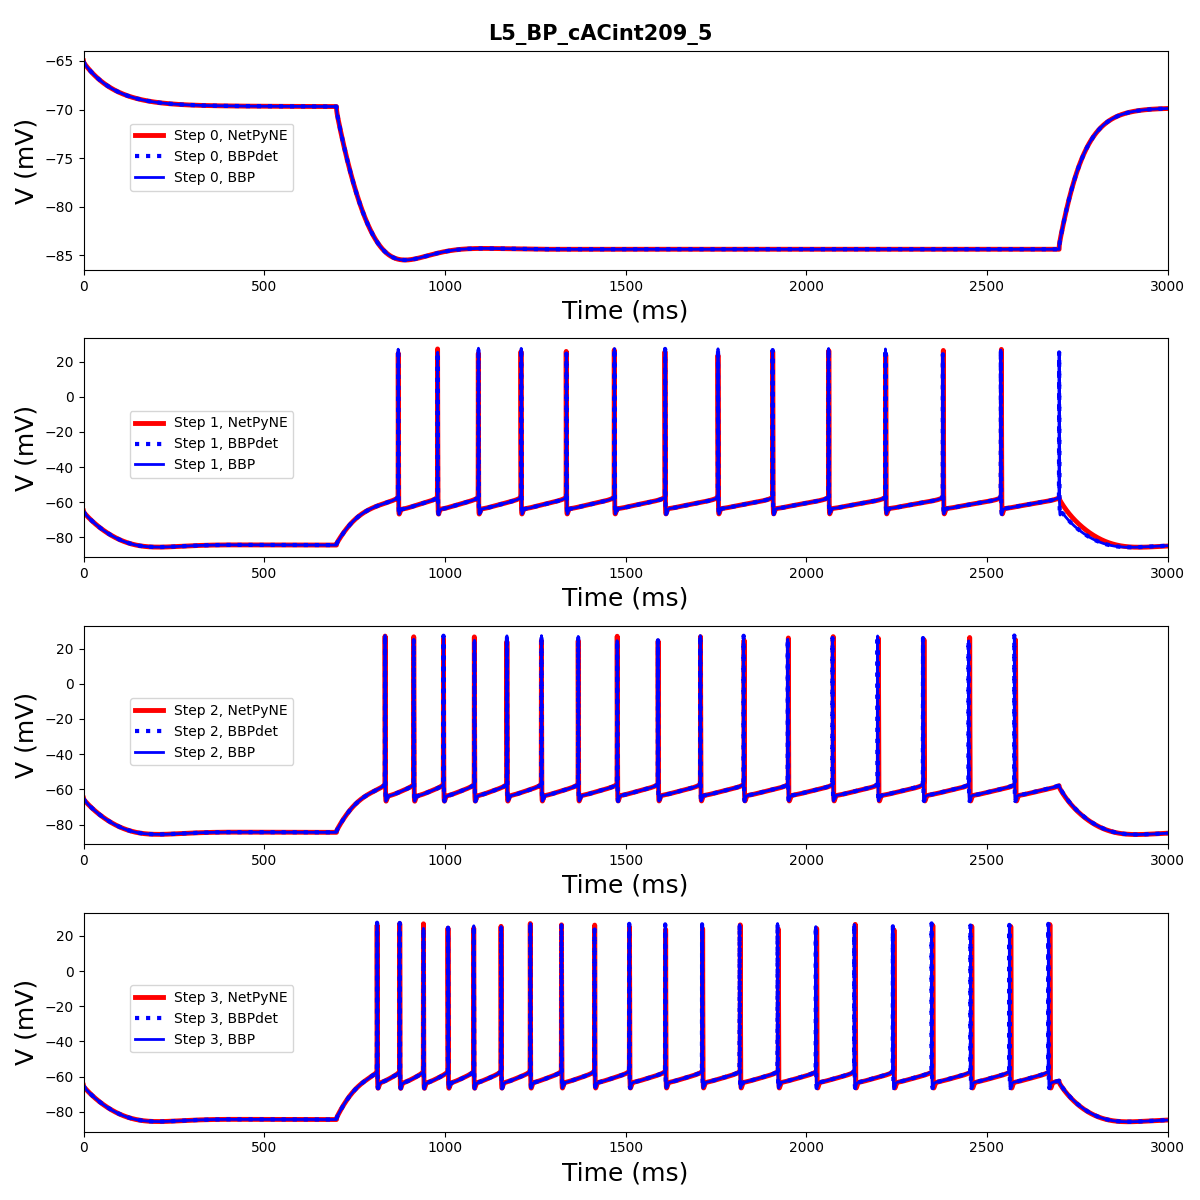 L5_BP_cACint209_5
−65
−70
−75
−80
−85
V (mV)
Step 0, NetPyNE
Step 0, BBPdet
Step 0, BBP
0 500 1000 1500 2000 2500 3000
Time (ms)
20
0
−20
−40
−60
−80
V (mV)
Step 1, NetPyNE
Step 1, BBPdet
Step 1, BBP
0 500 1000 1500 2000 2500 3000
Time (ms)
20
0
−20
−40
−60
−80
V (mV)
Step 2, NetPyNE
Step 2, BBPdet
Step 2, BBP
0 500 1000 1500 2000 2500 3000
Time (ms)
20
0
−20
−40
−60
−80
V (mV)
Step 3, NetPyNE
Step 3, BBPdet
Step 3, BBP
0 500 1000 1500 2000 2500 3000
Time (ms)